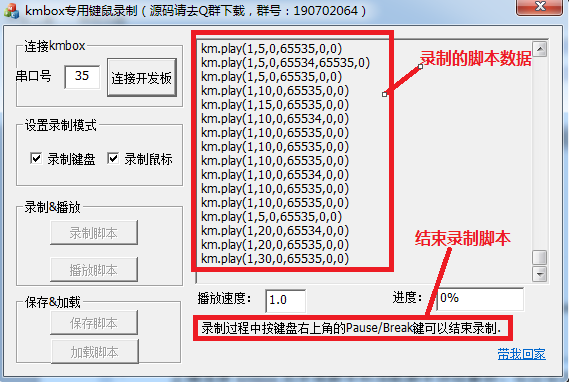 kmbox专用键鼠录制（源码请去Q群下载，群号：190702064）
连接kmbox
串口号 35 连接开发板
设置录制模式
录制键盘 录制鼠标
录制&播放
录制脚本
播放脚本
保存&加载
保存脚本
加载脚本
km.play(1,5,0,65535,0,0)
km.play(1,5,0,65534,65535,0)
km.play(1,5,0,65535,0,0)
km.play(1,10,0,65535,0,0)
km.play(1,15,0,65535,0,0)
km.play(1,10,0,65534,0,0)
km.play(1,10,0,65535,0,0)
km.play(1,10,0,65535,0,0)
km.play(1,10,0,65535,0,0)
km.play(1,10,0,65534,0,0)
km.play(1,10,0,65535,0,0)
km.play(1,10,0,65535,0,0)
km.play(1,5,0,65535,0,0)
km.play(1,20,0,65534,0,0)
km.play(1,20,0,65535,0,0)
km.play(1,30,0,65535,0,0)
录制的脚本数据
结束录制脚本
播放速度： 1.0 进度： 0%
录制过程中按键盘右上角的Pause/Break键可以结束录制.
带我回家